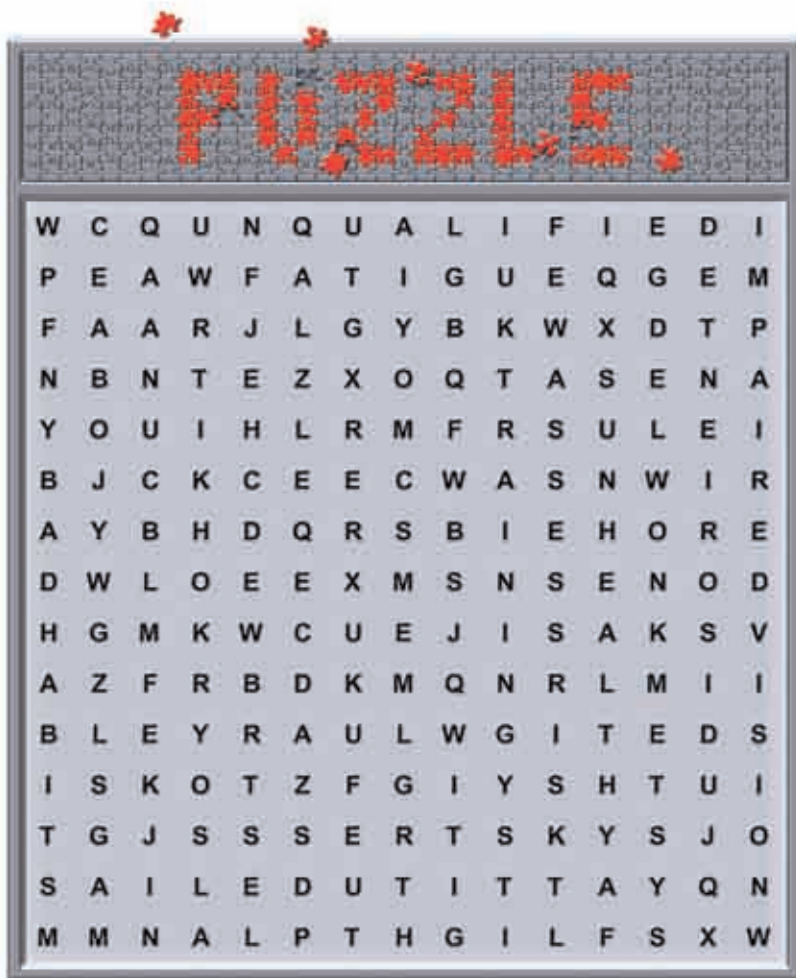 PUZZLE
W C Q U N Q U A L I F I E D I
P E A W F A T I G U E Q G E M
F A A R J L G Y B K W X D T P
N B N T E Z X O Q T A S E N A
Y O U I H L R M F R S U L E I
B J C K C E E C W A S N W I R
A Y B H D Q R S B I E H O R E
D W L O E E X M S N S E N O D
H G M K W C U E J I S A K S V
A Z F R B D K M Q N R L M I I
B L E Y R A U L W G I T E D S
I S K O T Z F G I Y S H T U I
T G J S S S E R T S K Y S J O
S A I L E D U T I T T A Y Q N
M M N A L P T H G I L F S X W